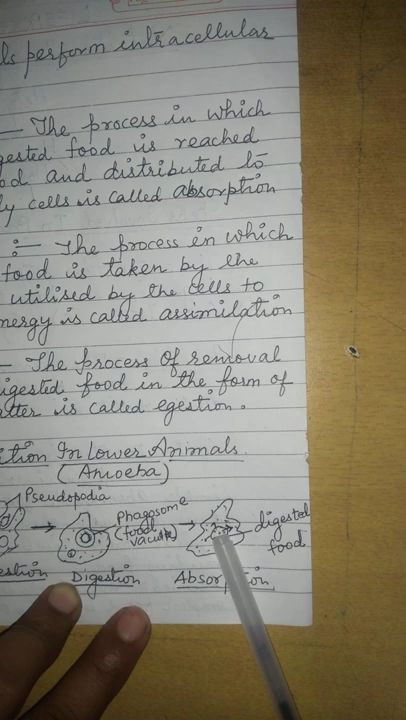 ls perform intracellular
— The process in which
gested food is reached
od and distributed to
ly cells is called absorption
:— The process in which
food is taken by the
utilised by the cells to
nergy is called assimilation
— The process of removal
digested food in the form of
atter is called egestion.
ition In Lower Animals
(Amoeba)
Pseudopodia
Phagosome
(food
vacuole)
digested
food
estion
Digestion
Absorption